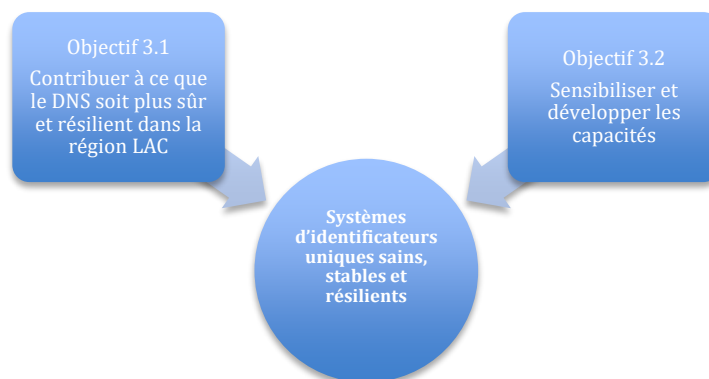 Objectif 3.1
Contribuer à ce que
le DNS soit plus sûr
et résilient dans la
région LAC
Objectif 3.2
Sensibiliser et
développer les
capacités
Systèmes
d’identificateurs
uniques sains,
stables et
résilients